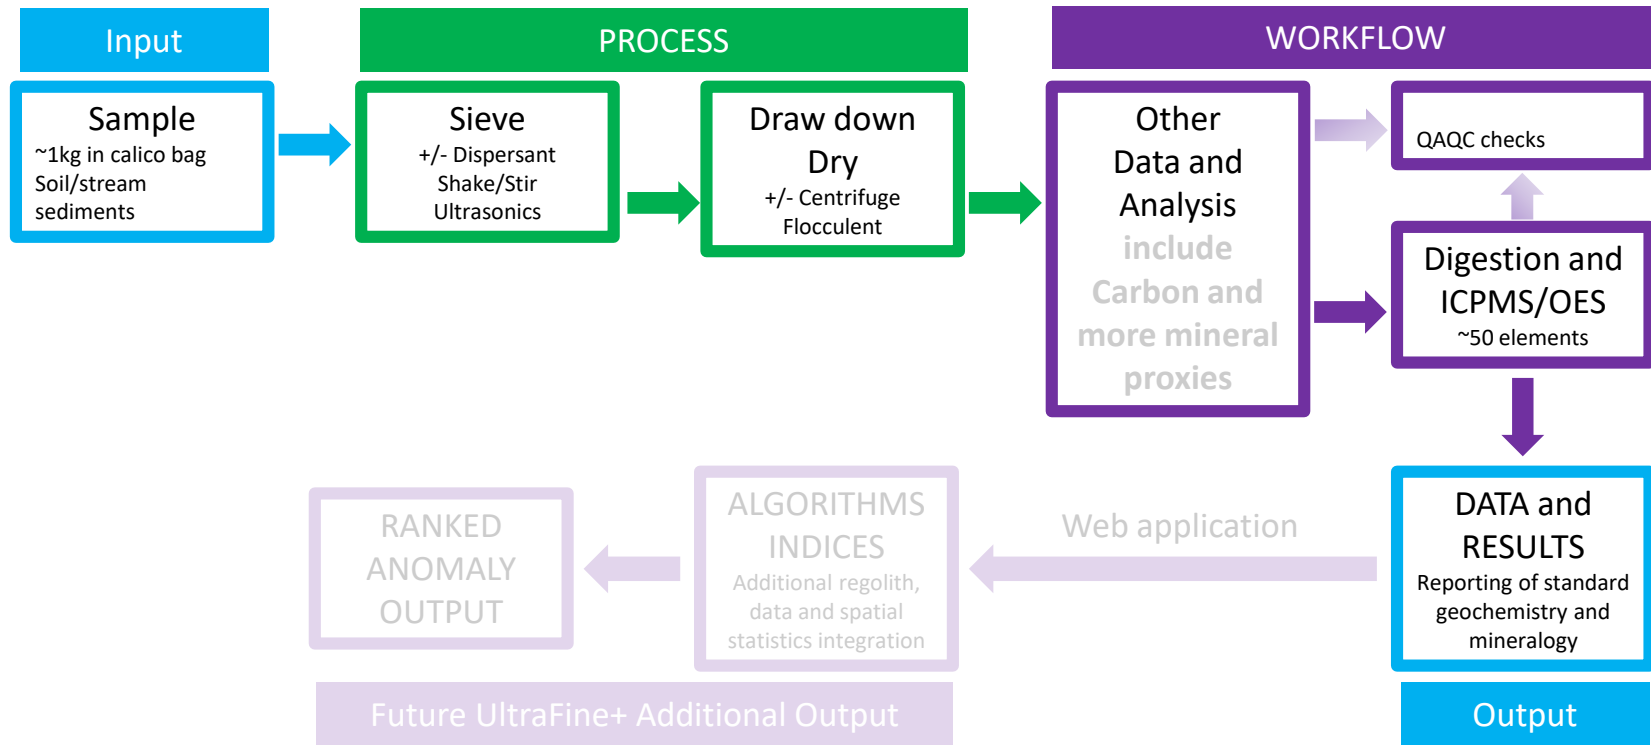 Input
PROCESS
WORKFLOW
Sample
~1kg in calico bag
Soil/stream
sediments
Sieve
+/- Dispersant
Shake/Stir
Ultrasonics
Draw down
Dry
+/- Centrifuge
Flocculent
Other
Data and
Analysis
include
Carbon and
more mineral
proxies
QAQC checks
Digestion and
ICPMS/OES
~50 elements
DATA and
RESULTS
Reporting of standard
geochemistry and
mineralogy
Output
Web application
ALGORITHMS
INDICES
Additional regolith,
data and spatial
statistics integration
RANKED
ANOMALY
OUTPUT
Future UltraFine+ Additional Output